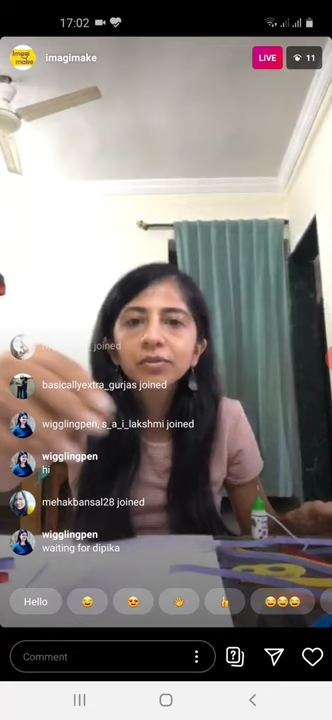 17:02
Imagi make
imagimake
LIVE
11
joined
basicallyextra_gurjas joined
wigglingpen, s_a_i_lakshmi joined
wigglingpen
hi
mehakbansal28 joined
wigglingpen
waiting for dipika
Hello
Comment